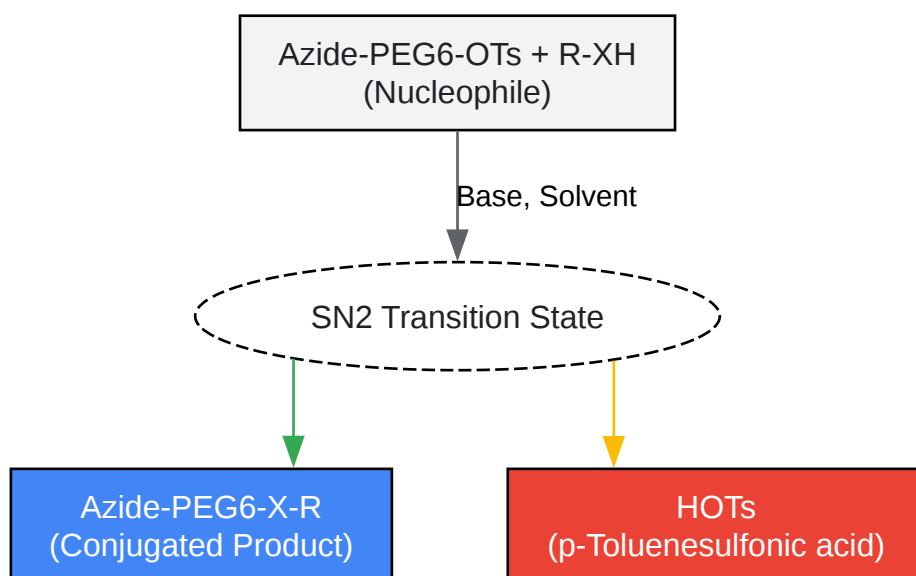 Azide-PEG6-OTs + R-XH
(Nucleophile)
Base, Solvent
SN2 Transition State
Azide-PEG6-X-R
(Conjugated Product)
HOTs
(p-Toluenesulfonic acid)